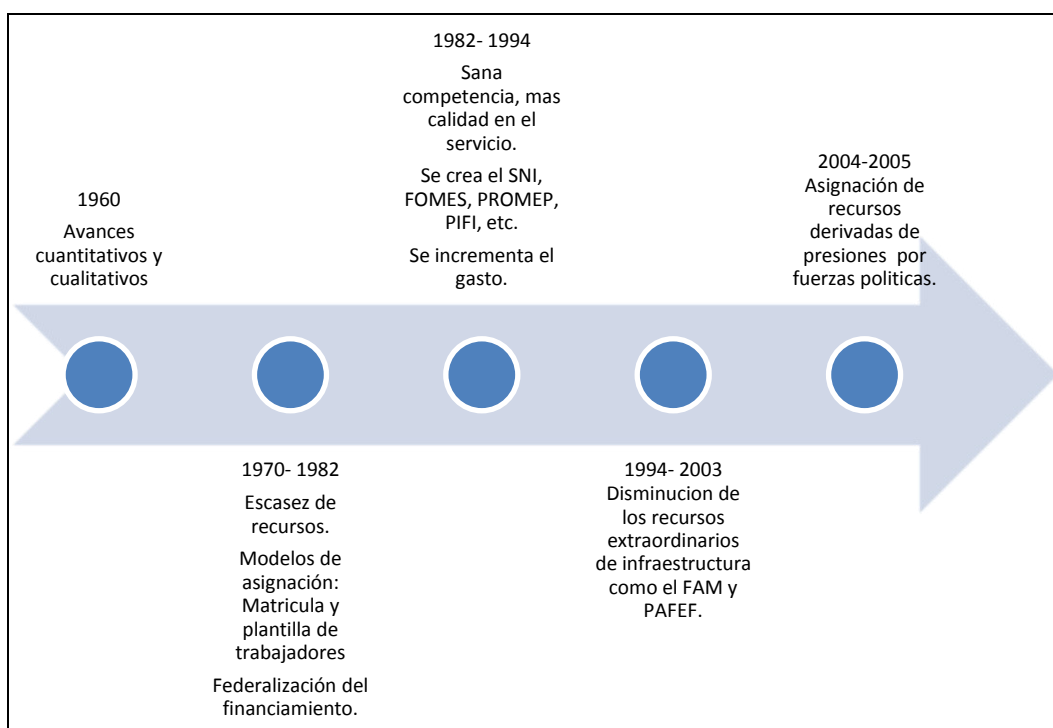 1960
Avances
cuantitativos y
cualitativos
1970- 1982
Escasez de
recursos.
Modelos de
asignación:
Matricula y
plantilla de
trabajadores
Federalización del
financiamiento.
1982- 1994
Sana
competencia, mas
calidad en el
servicio.
Se crea el SNI,
FOMES, PROMEP,
PIFI, etc.
Se incrementa el
gasto.
1994- 2003
Disminucion de
los recursos
extraordinarios
de infraestructura
como el FAM y
PAFEF.
2004-2005
Asignación de
recursos
derivadas de
presiones por
fuerzas politicas.